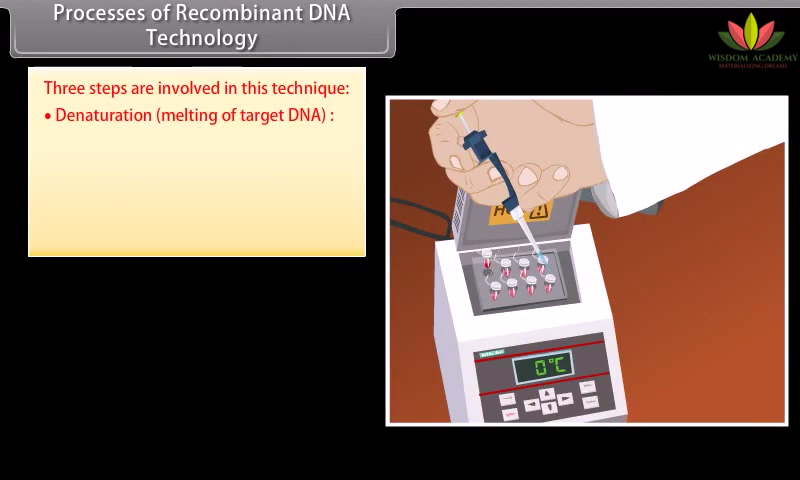 Processes of Recombinant DNA
Technology
WISDOM ACADEMY
MATERIALIZING DREAMS
Three steps are involved in this technique:
• Denaturation (melting of target DNA) :
0°C